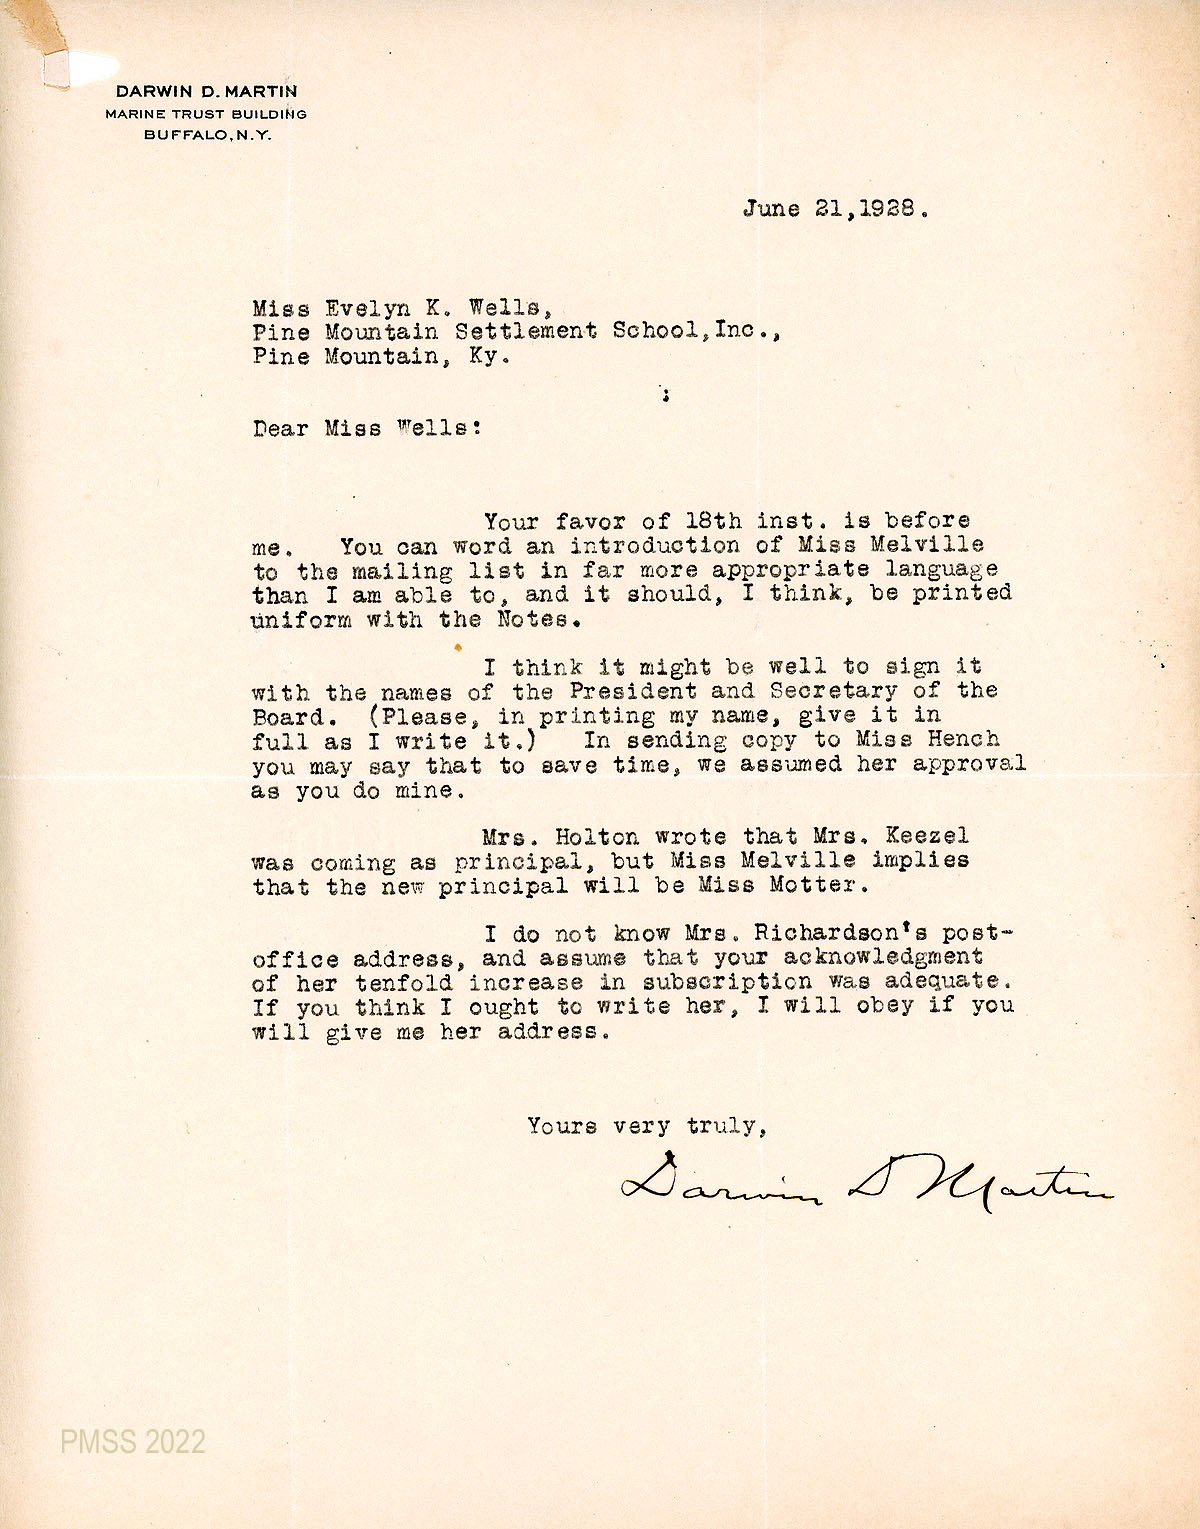 DARWIN D. MARTIN
MARINE TRUST BUILDING
BUFFALO, N.Y.
June 21,1928.
Miss Evelyn K. Wells,
Pine Mountain Settlement School,Inc.,
Pine Mountain, Ky.
;
Dear Miss Wells:
Your favor of 18th inst. is before
me. You can word an introduction of Miss Melville
to the mailing list in far more appropriate language
than I am able to, and it should, I think, be printed
uniform with the Notes.
I think it might be well to sign it
with the names of the President and Secretary of the
Board. (Please, in printing my name, give it in
full as I write it.) In sending copy to Miss Hench
you may say that to save time, we assumed her approval
as you do mine.
Mrs. Holton wrote that Mrs. Keezel
was coming as principal, but Miss Melville implies
that the new principal will be Miss Motter.
I do not know Mrs. Richardson's post-
office address, and assume that your acknowledgment
of her tenfold increase in subscription was adequate.
If you think I ought to write her, I will obey if you
will give me her address.
Yours very truly,
Darwin D Martin
PMSS 2022